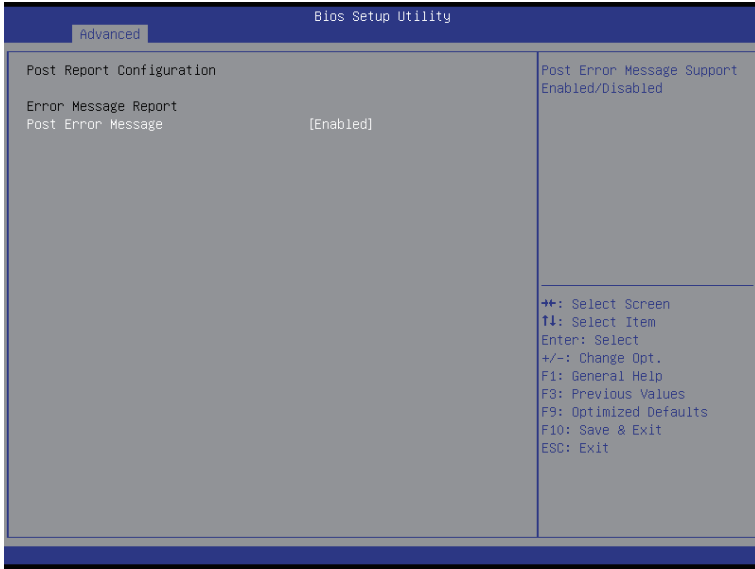 Bios Setup Utility
Advanced
Post Report Configuration
Error Message Report
Post Error Message [Enabled]
Post Error Message Support
Enabled/Disabled
→←: Select Screen
↑↓: Select Item
Enter: Select
+/-: Change Opt.
F1: General Help
F3: Previous Values
F9: Optimized Defaults
F10: Save & Exit
ESC: Exit